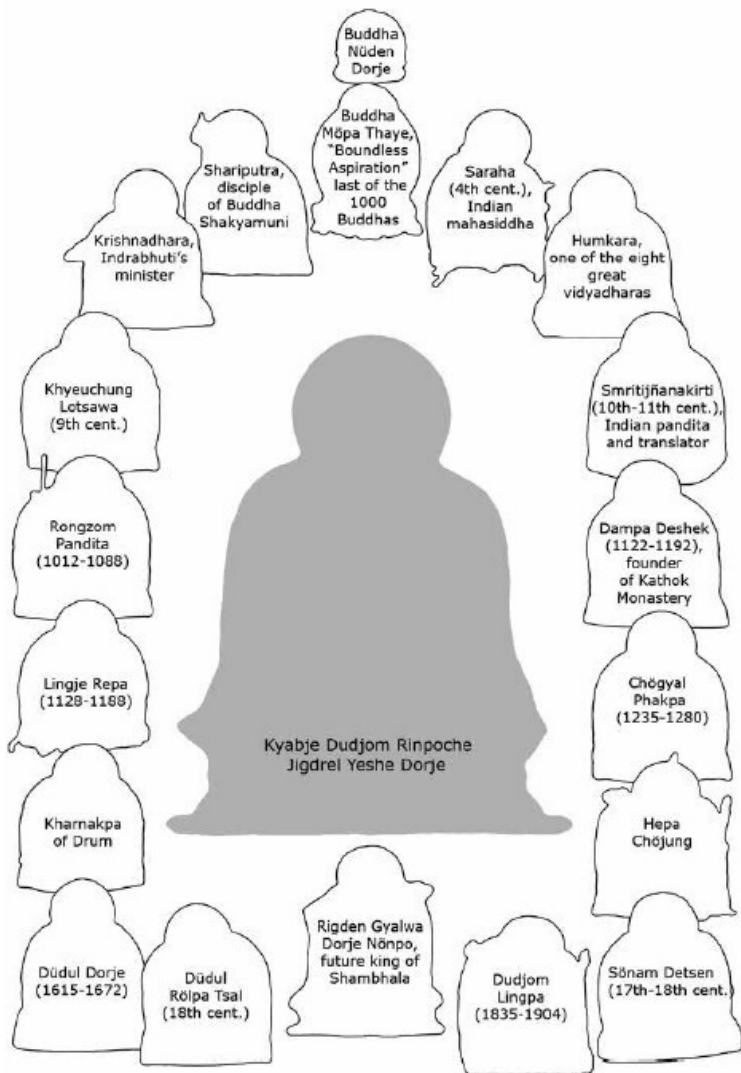 Buddha
Nüden
Dorje
Buddha
Möpa Thaye,
"Boundless
Aspiration"
last of the
1000
Buddhas
Shariputra,
disciple
of Buddha
Shakyamuni
Saraha
(4th cent.),
Indian
mahasiddha
Krishnadhara,
Indrabhuti's
minister
Humkara,
one of the eight
great
vidyadharas
Khyeuchung
Lotsawa
(9th cent.)
Smritijñanakirti
(10th-11th cent.),
Indian pandita
and translator
Rongzom
Pandita
(1012-1088)
Dampa Deshek
(1122-1192),
founder
of Kathok
Monastery
Lingje Repa
(1128-1188)
Chögyal
Phakpa
(1235-1280)
Kyabje Dudjom Rinpoche
Jigdrel Yeshe Dorje
Kharnakpa
of Drum
Hepa
Chöjung
Düdul Dorje
(1615-1672)
Düdul
Rölpa Tsal
(18th cent.)
Rigden Gyalwa
Dorje Nönpo,
future king of
Shambhala
Dudjom
Lingpa
(1835-1904)
Sönam Detsen
(17th-18th cent.)